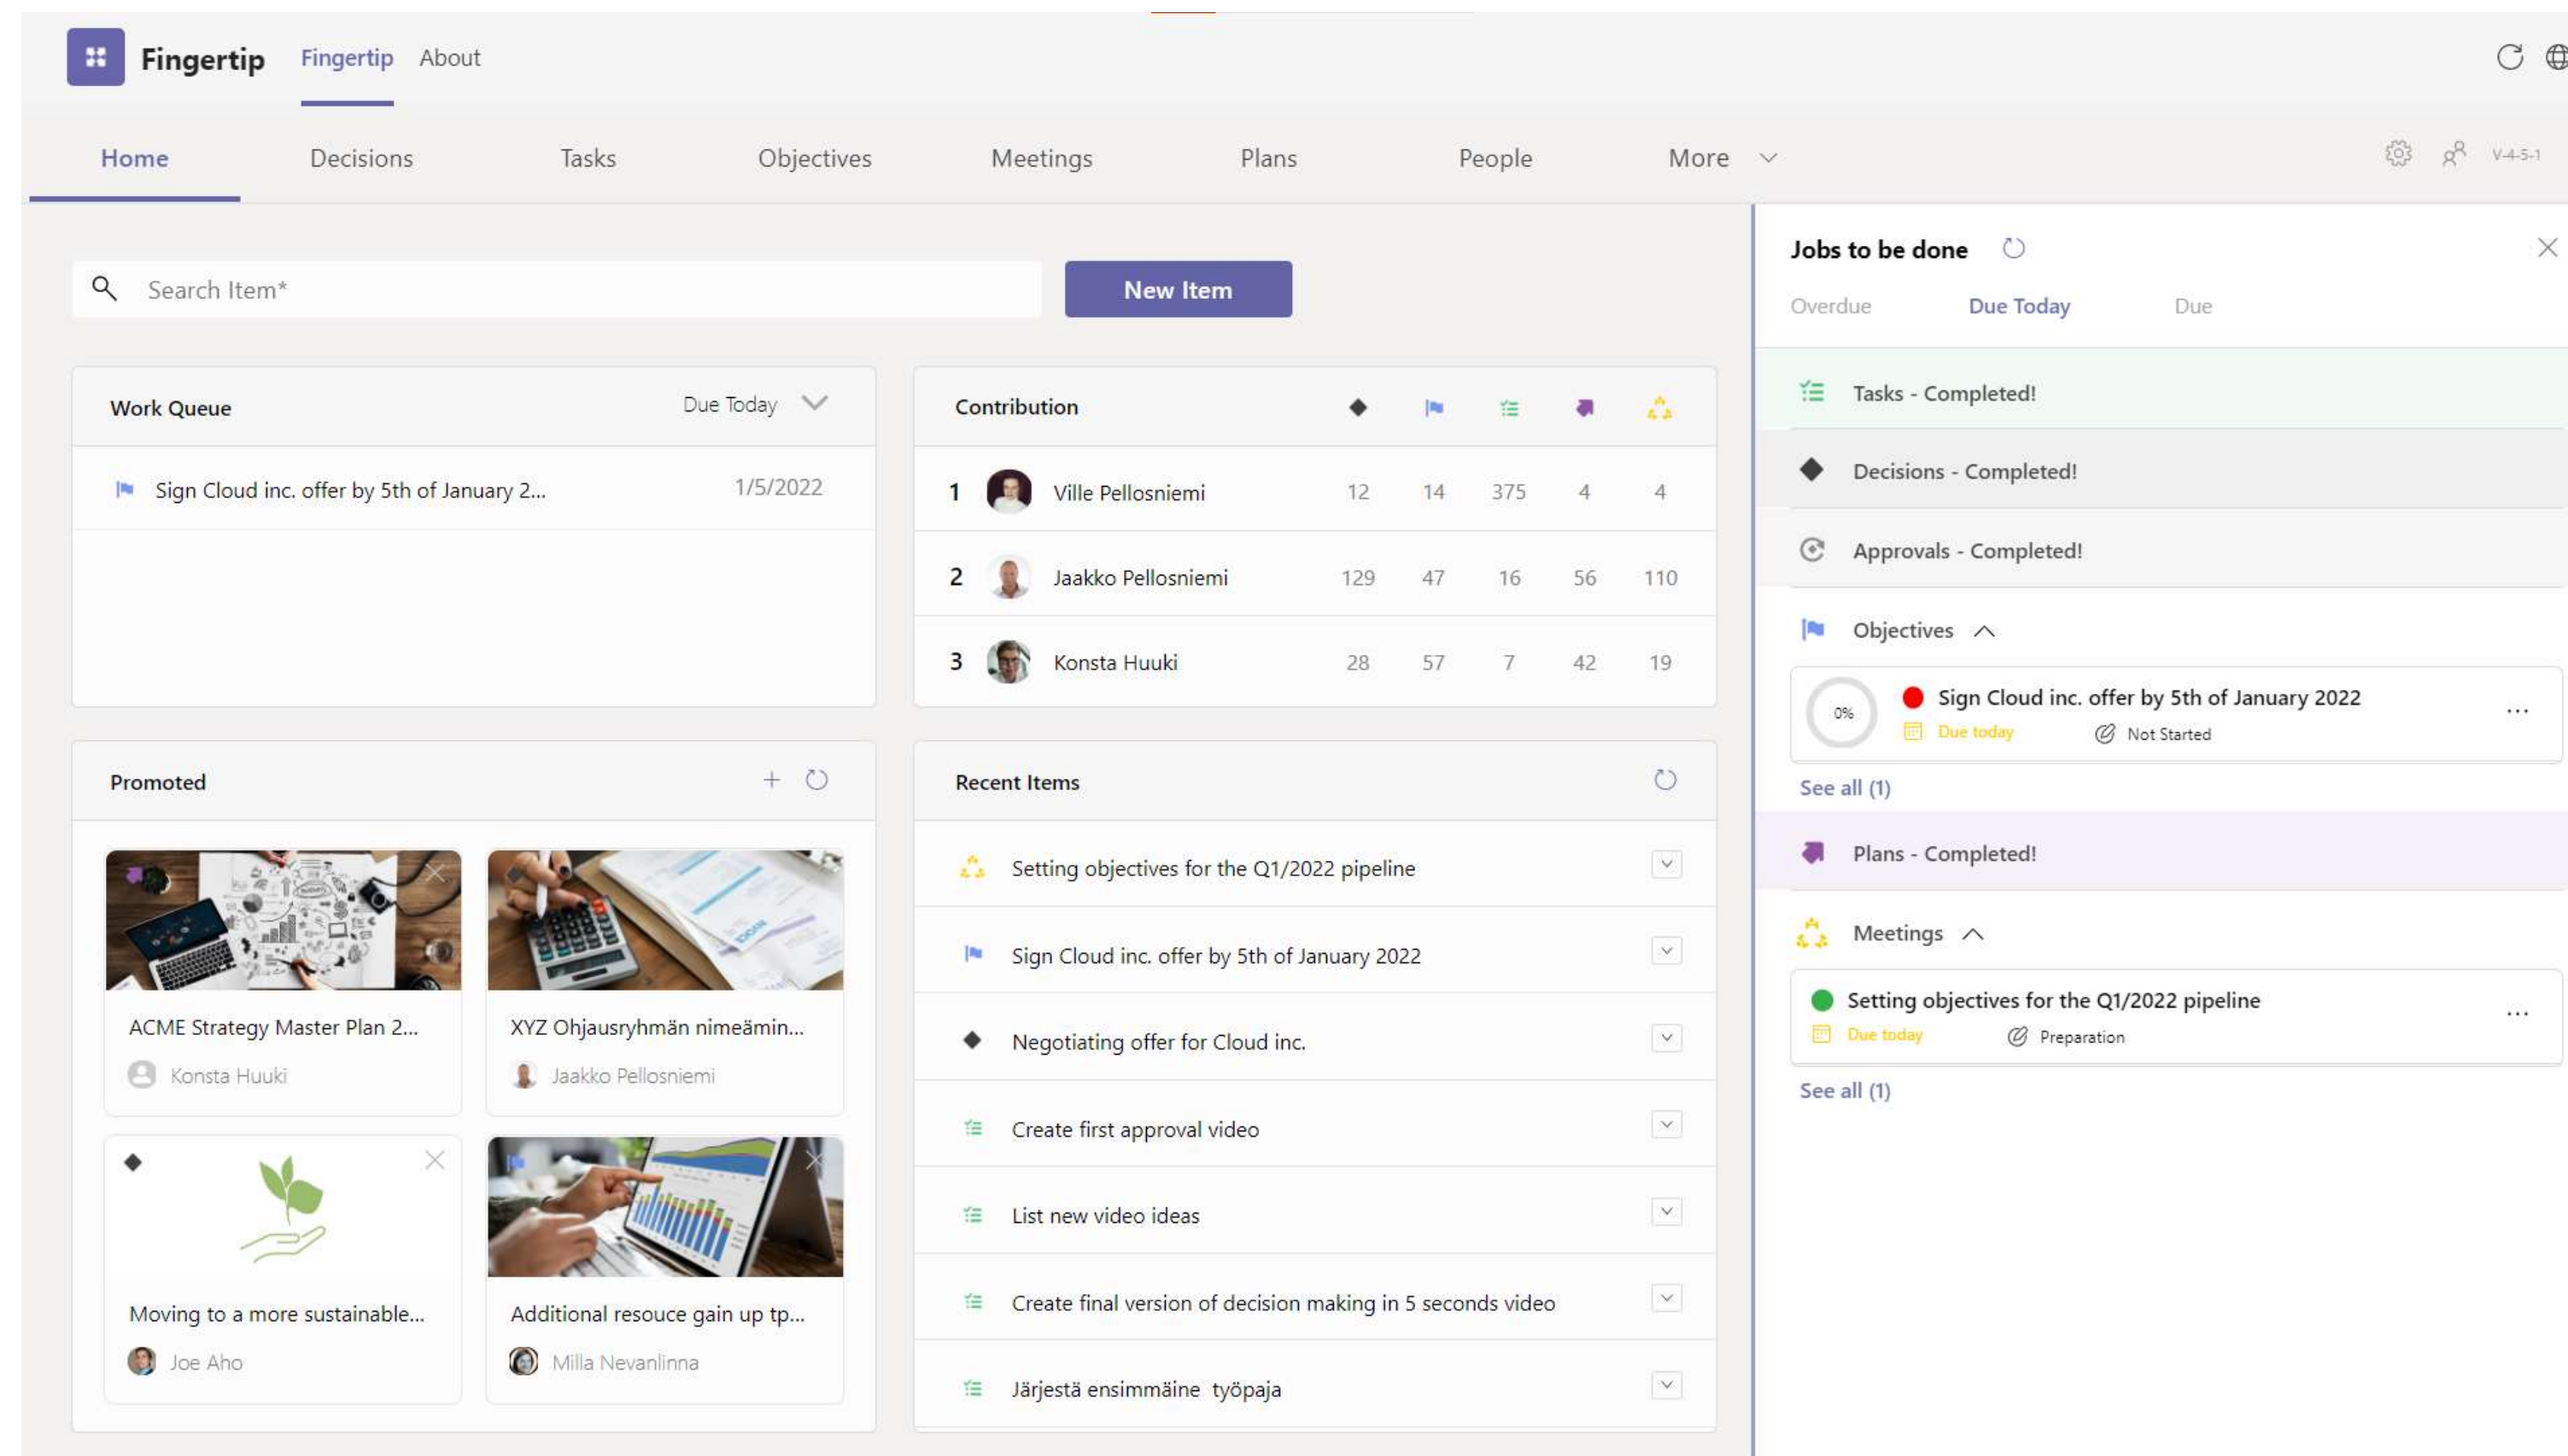 Fingertip Fingertip About
Home Decisions Tasks Objectives Meetings Plans People More V-4-5-1
Search Item* New Item
Work Queue Due Today
Sign Cloud inc. offer by 5th of January 2... 1/5/2022
Contribution
1 Ville Pellosniemi 12 14 375 4 4
2 Jaakko Pellosniemi 129 47 16 56 110
3 Konsta Huuki 28 57 7 42 19
Promoted
ACME Strategy Master Plan 2...
Konsta Huuki
XYZ Ohjausryhmän nimeämin...
Jaakko Pellosniemi
Moving to a more sustainable...
Joe Aho
Additional resouce gain up tp...
Milla Nevanlinna
Recent Items
Setting objectives for the Q1/2022 pipeline
Sign Cloud inc. offer by 5th of January 2022
Negotiating offer for Cloud inc.
Create first approval video
List new video ideas
Create final version of decision making in 5 seconds video
Järjestä ensimmäine työpaja
Jobs to be done
Overdue Due Today Due
Tasks - Completed!
Decisions - Completed!
Approvals - Completed!
Objectives
0% Sign Cloud inc. offer by 5th of January 2022
Due today Not Started
See all (1)
Plans - Completed!
Meetings
Setting objectives for the Q1/2022 pipeline
Due today Preparation
See all (1)